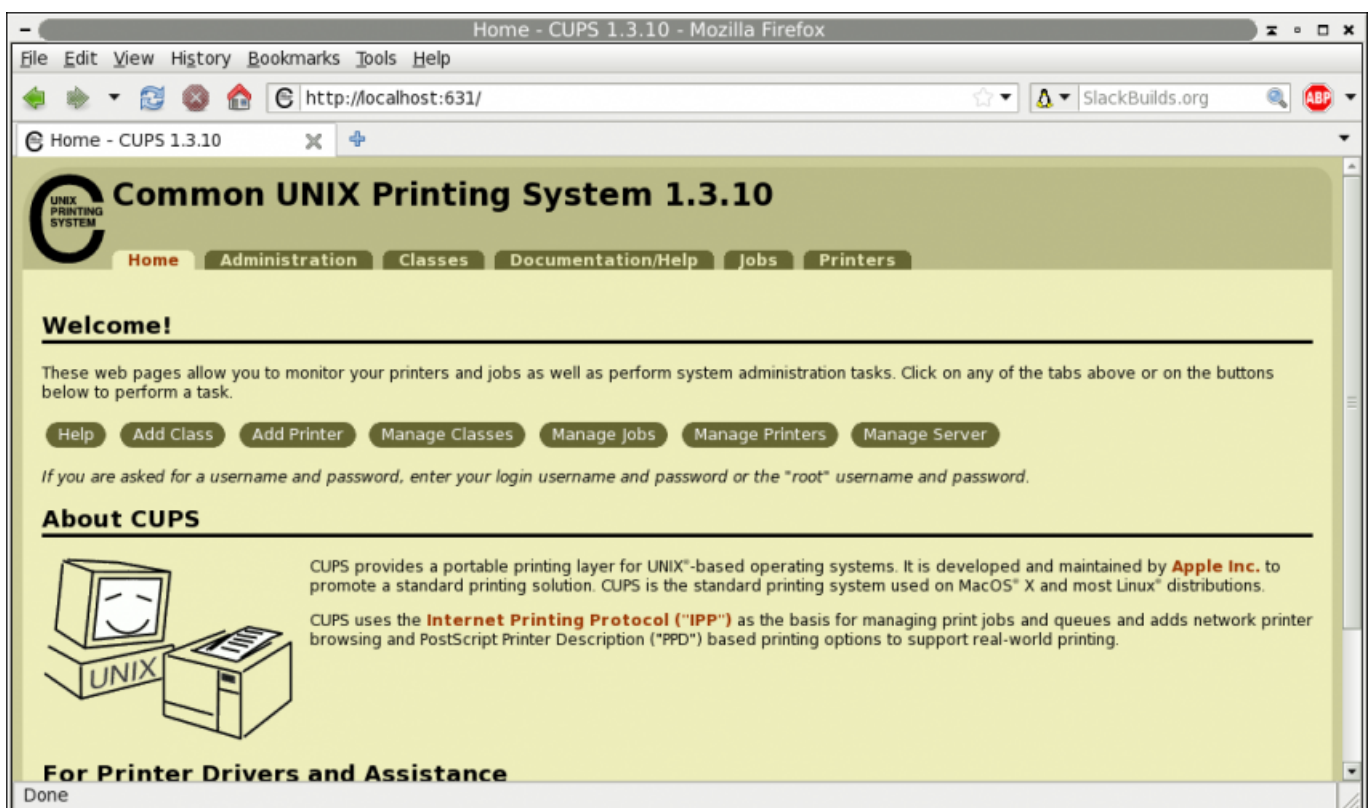 Home - CUPS 1.3.10 - Mozilla Firefox
File Edit View History Bookmarks Tools Help
http://localhost:631/ SlackBuilds.org ABP
Home - CUPS 1.3.10
UNIX
PRINTING
SYSTEM
Common UNIX Printing System 1.3.10
Home Administration Classes Documentation/Help Jobs Printers
Welcome!
These web pages allow you to monitor your printers and jobs as well as perform system administration tasks. Click on any of the tabs above or on the buttons
below to perform a task.
Help Add Class Add Printer Manage Classes Manage Jobs Manage Printers Manage Server
If you are asked for a username and password, enter your login username and password or the "root" username and password.
About CUPS
CUPS provides a portable printing layer for UNIX®-based operating systems. It is developed and maintained by Apple Inc. to
promote a standard printing solution. CUPS is the standard printing system used on MacOS® X and most Linux® distributions.
CUPS uses the Internet Printing Protocol ("IPP") as the basis for managing print jobs and queues and adds network printer
browsing and PostScript Printer Description ("PPD") based printing options to support real-world printing.
UNIX
For Printer Drivers and Assistance
Done